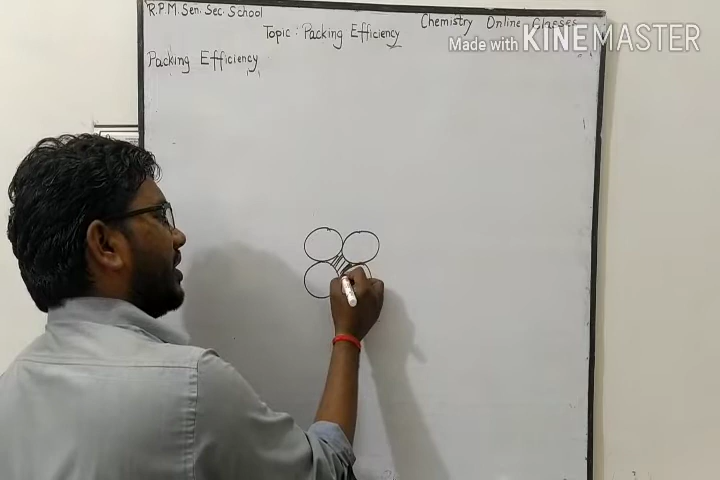 R.P.M. Sen. Sec. School
Chemistry Online Classes
Topic : Packing Efficiency
Made with KINEMASTER
Packing Efficiency